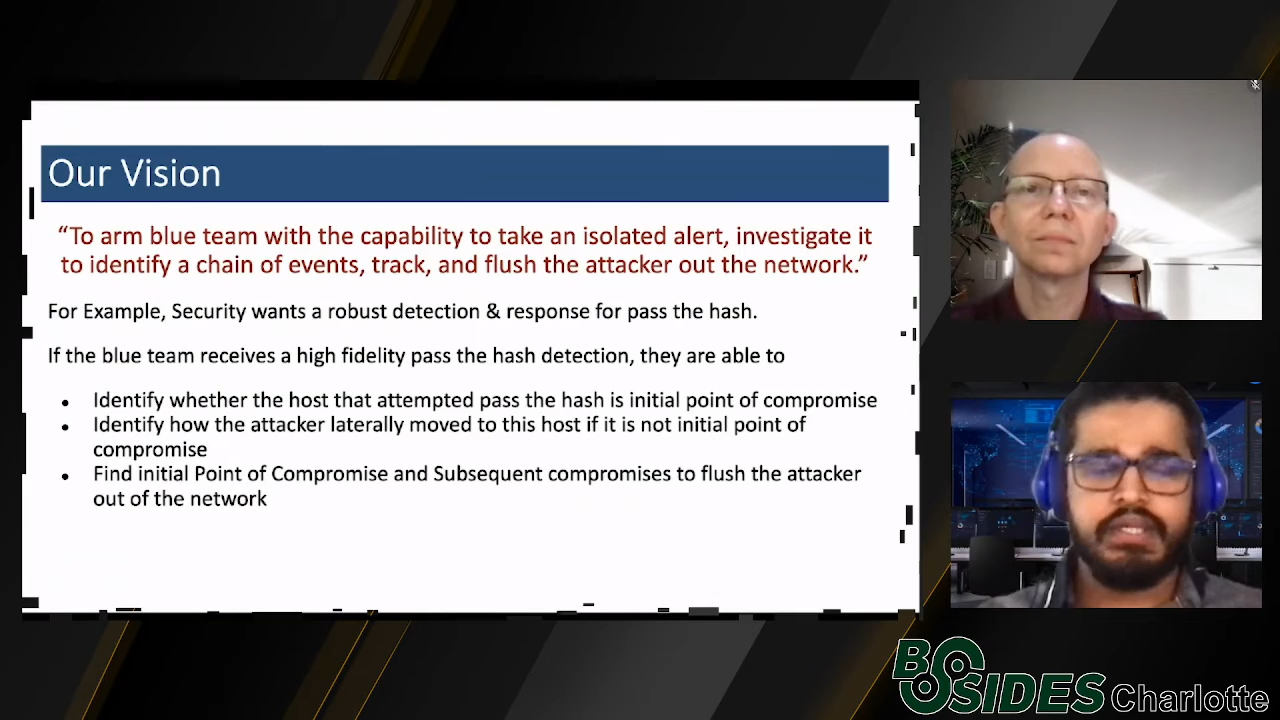 Our Vision
“To arm blue team with the capability to take an isolated alert, investigate it
to identify a chain of events, track, and flush the attacker out the network.”
For Example, Security wants a robust detection & response for pass the hash.
If the blue team receives a high fidelity pass the hash detection, they are able to
• Identify whether the host that attempted pass the hash is initial point of compromise
• Identify how the attacker laterally moved to this host if it is not initial point of
compromise
• Find initial Point of Compromise and Subsequent compromises to flush the attacker
out of the network
BSIDES Charlotte